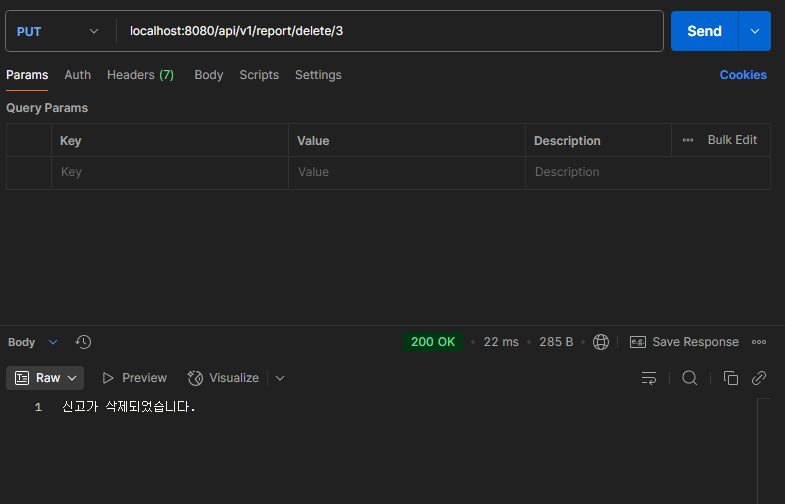 PUT localhost:8080/api/v1/report/delete/3 Send
Params Auth Headers (7) Body Scripts Settings Cookies
Query Params
Key Value Description Bulk Edit
Key Value Description
Body 200 OK • 22 ms • 285 B e.g. Save Response
Raw Preview Visualize
1 신고가 삭제되었습니다.